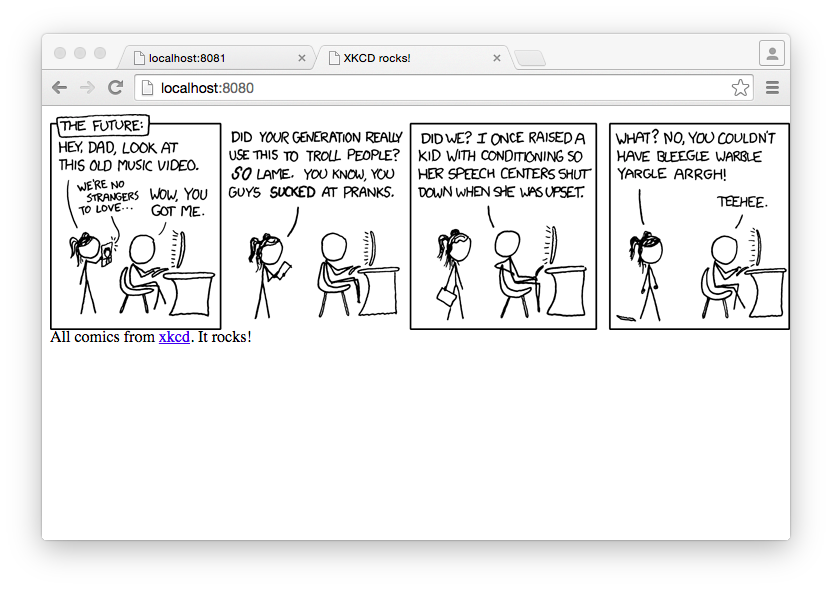 localhost:8081
XKCD rocks!
localhost:8080
THE FUTURE:
HEY, DAD, LOOK AT
THIS OLD MUSIC VIDEO.
WE'RE NO
STRANGERS
TO LOVE...
WOW, YOU
GOT ME.
DID YOUR GENERATION REALLY
USE THIS TO TROLL PEOPLE?
SO LAME. YOU KNOW, YOU
GUYS SUCKED AT PRANKS.
DID WE? I ONCE RAISED A
KID WITH CONDITIONING SO
HER SPEECH CENTERS SHUT
DOWN WHEN SHE WAS UPSET.
WHAT? NO, YOU COULDN'T
HAVE BLEEGLE WARBLE
YARGLE ARRGH!
TEEHEE.
All comics from xkcd. It rocks!